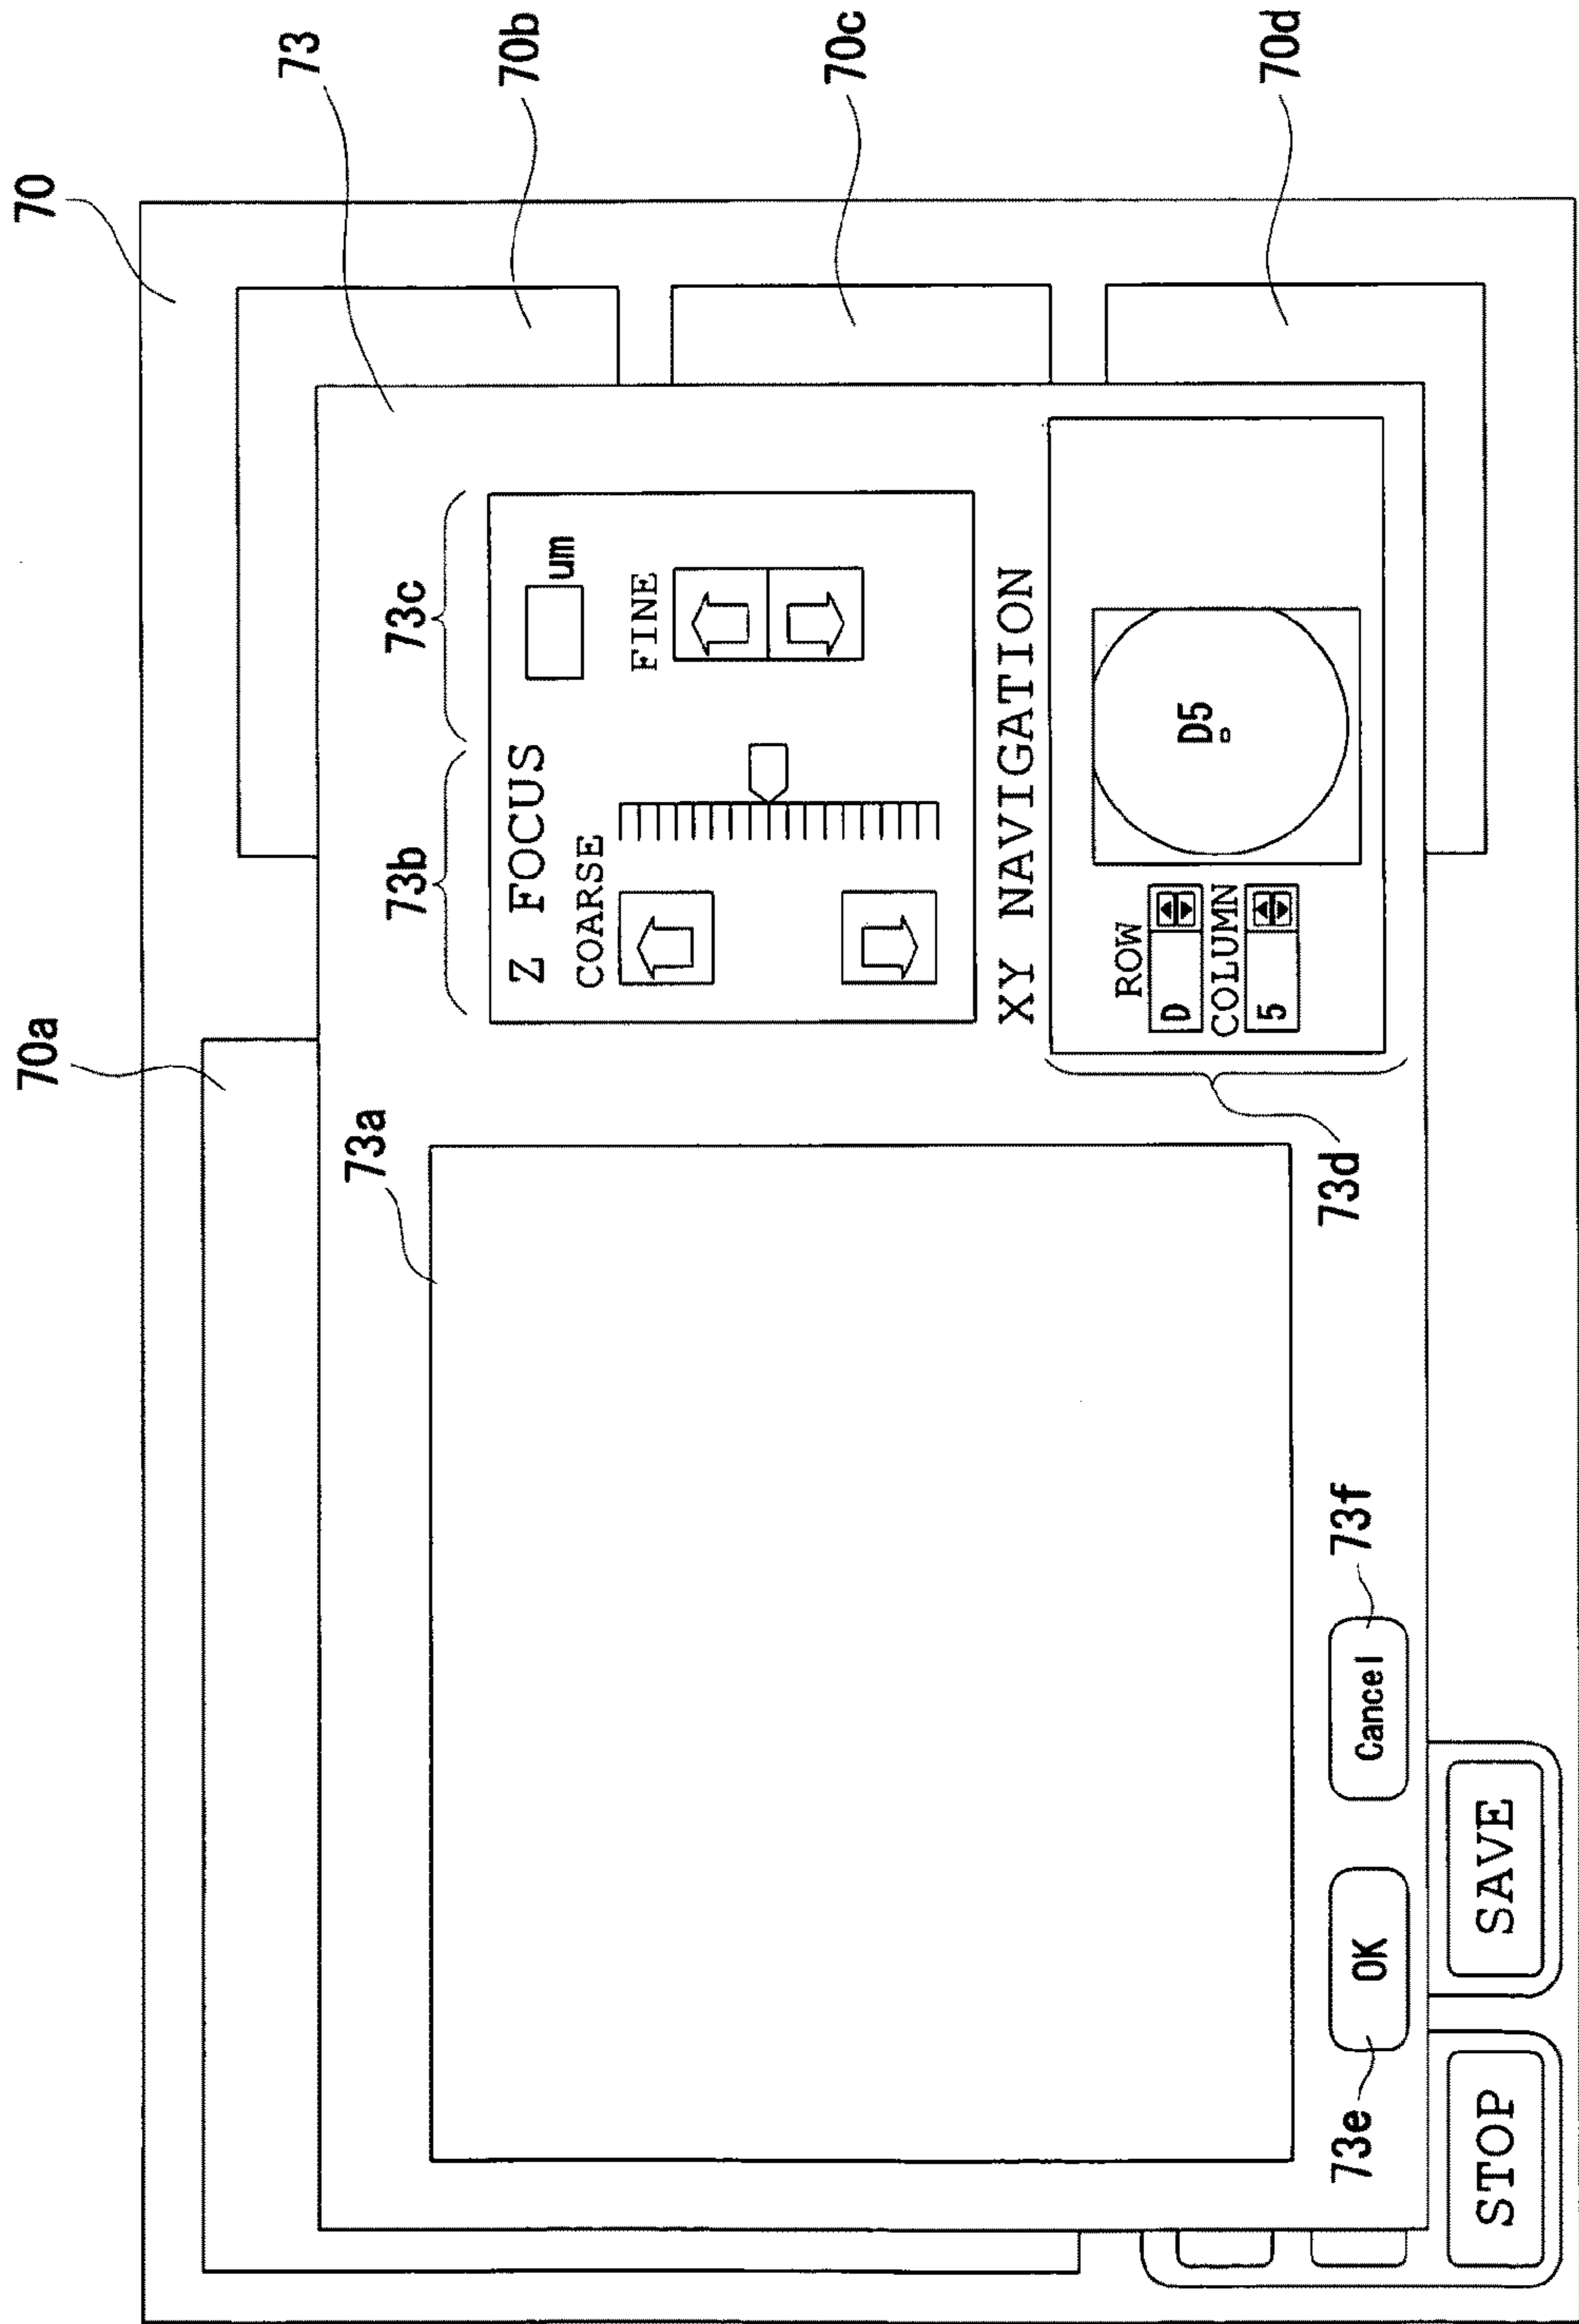 70
70a
73
73a
73b
73c
70b
Z FOCUS
um
COARSE
FINE
70c
XY NAVIGATION
ROW
D
COLUMN
5
D5
70d
73d
73e
OK
Cancel
73f
STOP
SAVE